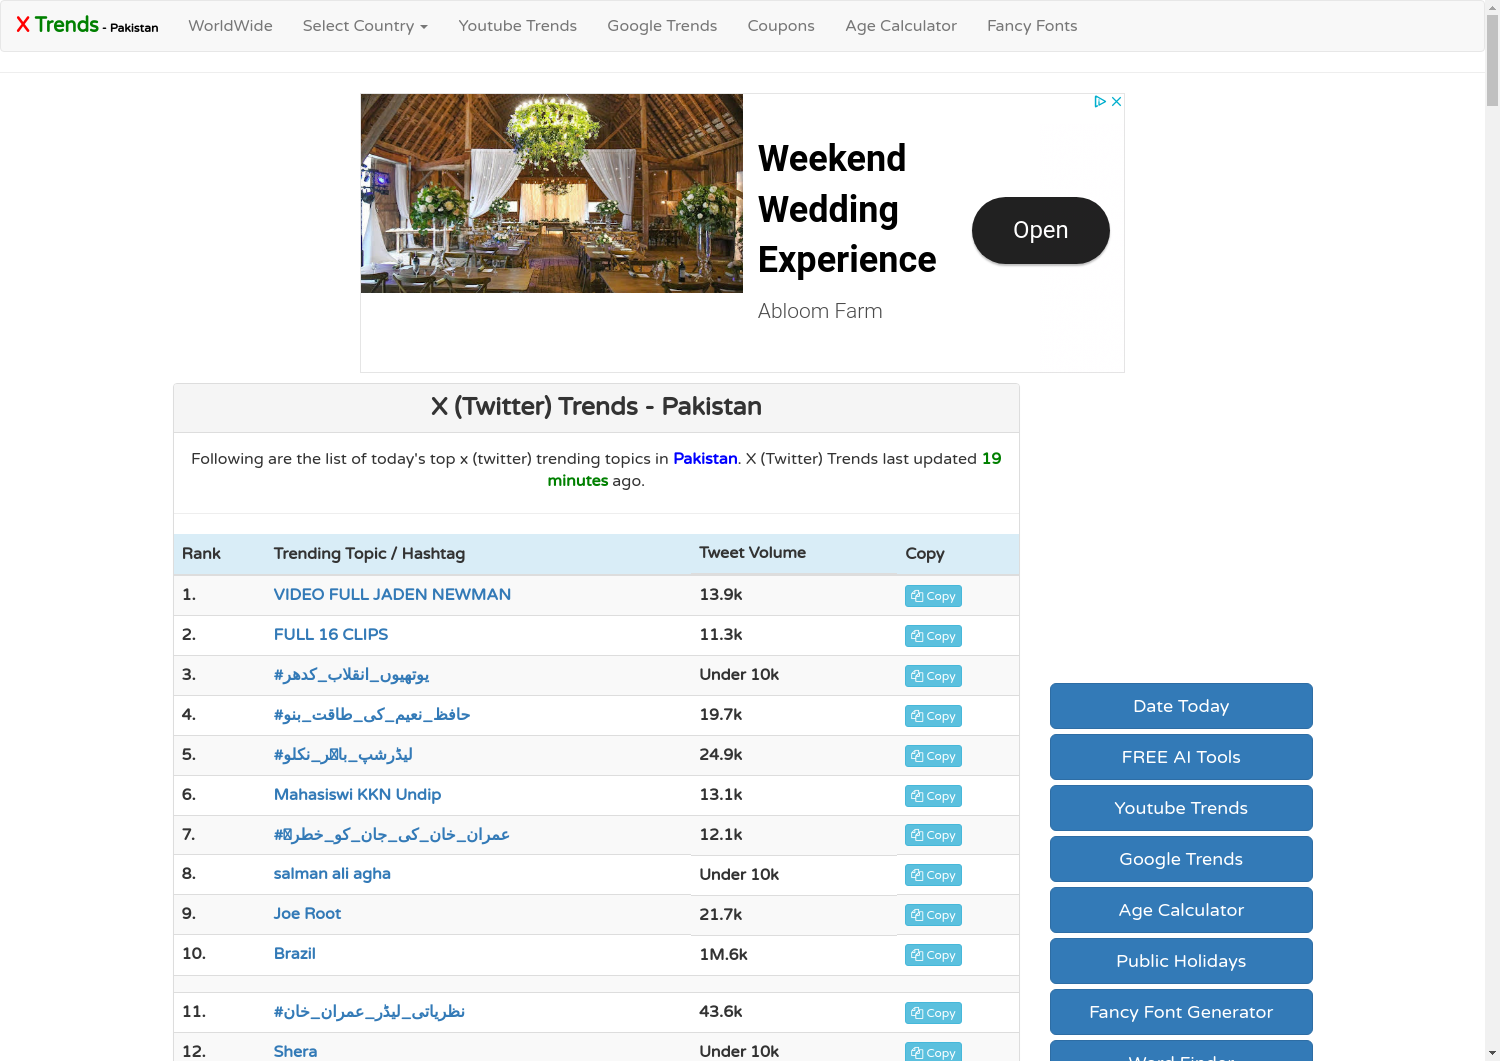 X Trends - Pakistan WorldWide Select Country Youtube Trends Google Trends Coupons Age Calculator Fancy Fonts
Weekend
Wedding
Experience
Abloom Farm
Open
X (Twitter) Trends - Pakistan
Following are the list of today's top x (twitter) trending topics in Pakistan. X (Twitter) Trends last updated 19
minutes ago.
Rank Trending Topic / Hashtag Tweet Volume Copy
1. VIDEO FULL JADEN NEWMAN 13.9k Copy
2. FULL 16 CLIPS 11.3k Copy
3. #یوتھیوں_انقلاب_کدھر Under 10k Copy
4. #حافظ_نعیم_کی_طاقت_بنو 19.7k Copy
5. 24.9k Copy
6. Mahasiswi KKN Undip 13.1k Copy
7. 12.1k Copy
8. salman ali agha Under 10k Copy
9. Joe Root 21.7k Copy
10. Brazil 1M.6k Copy
11. #نظریاتی_لیڈر_عمران_خان 43.6k Copy
12. Shera Under 10k Copy
Date Today
FREE AI Tools
Youtube Trends
Google Trends
Age Calculator
Public Holidays
Fancy Font Generator
Word Finder